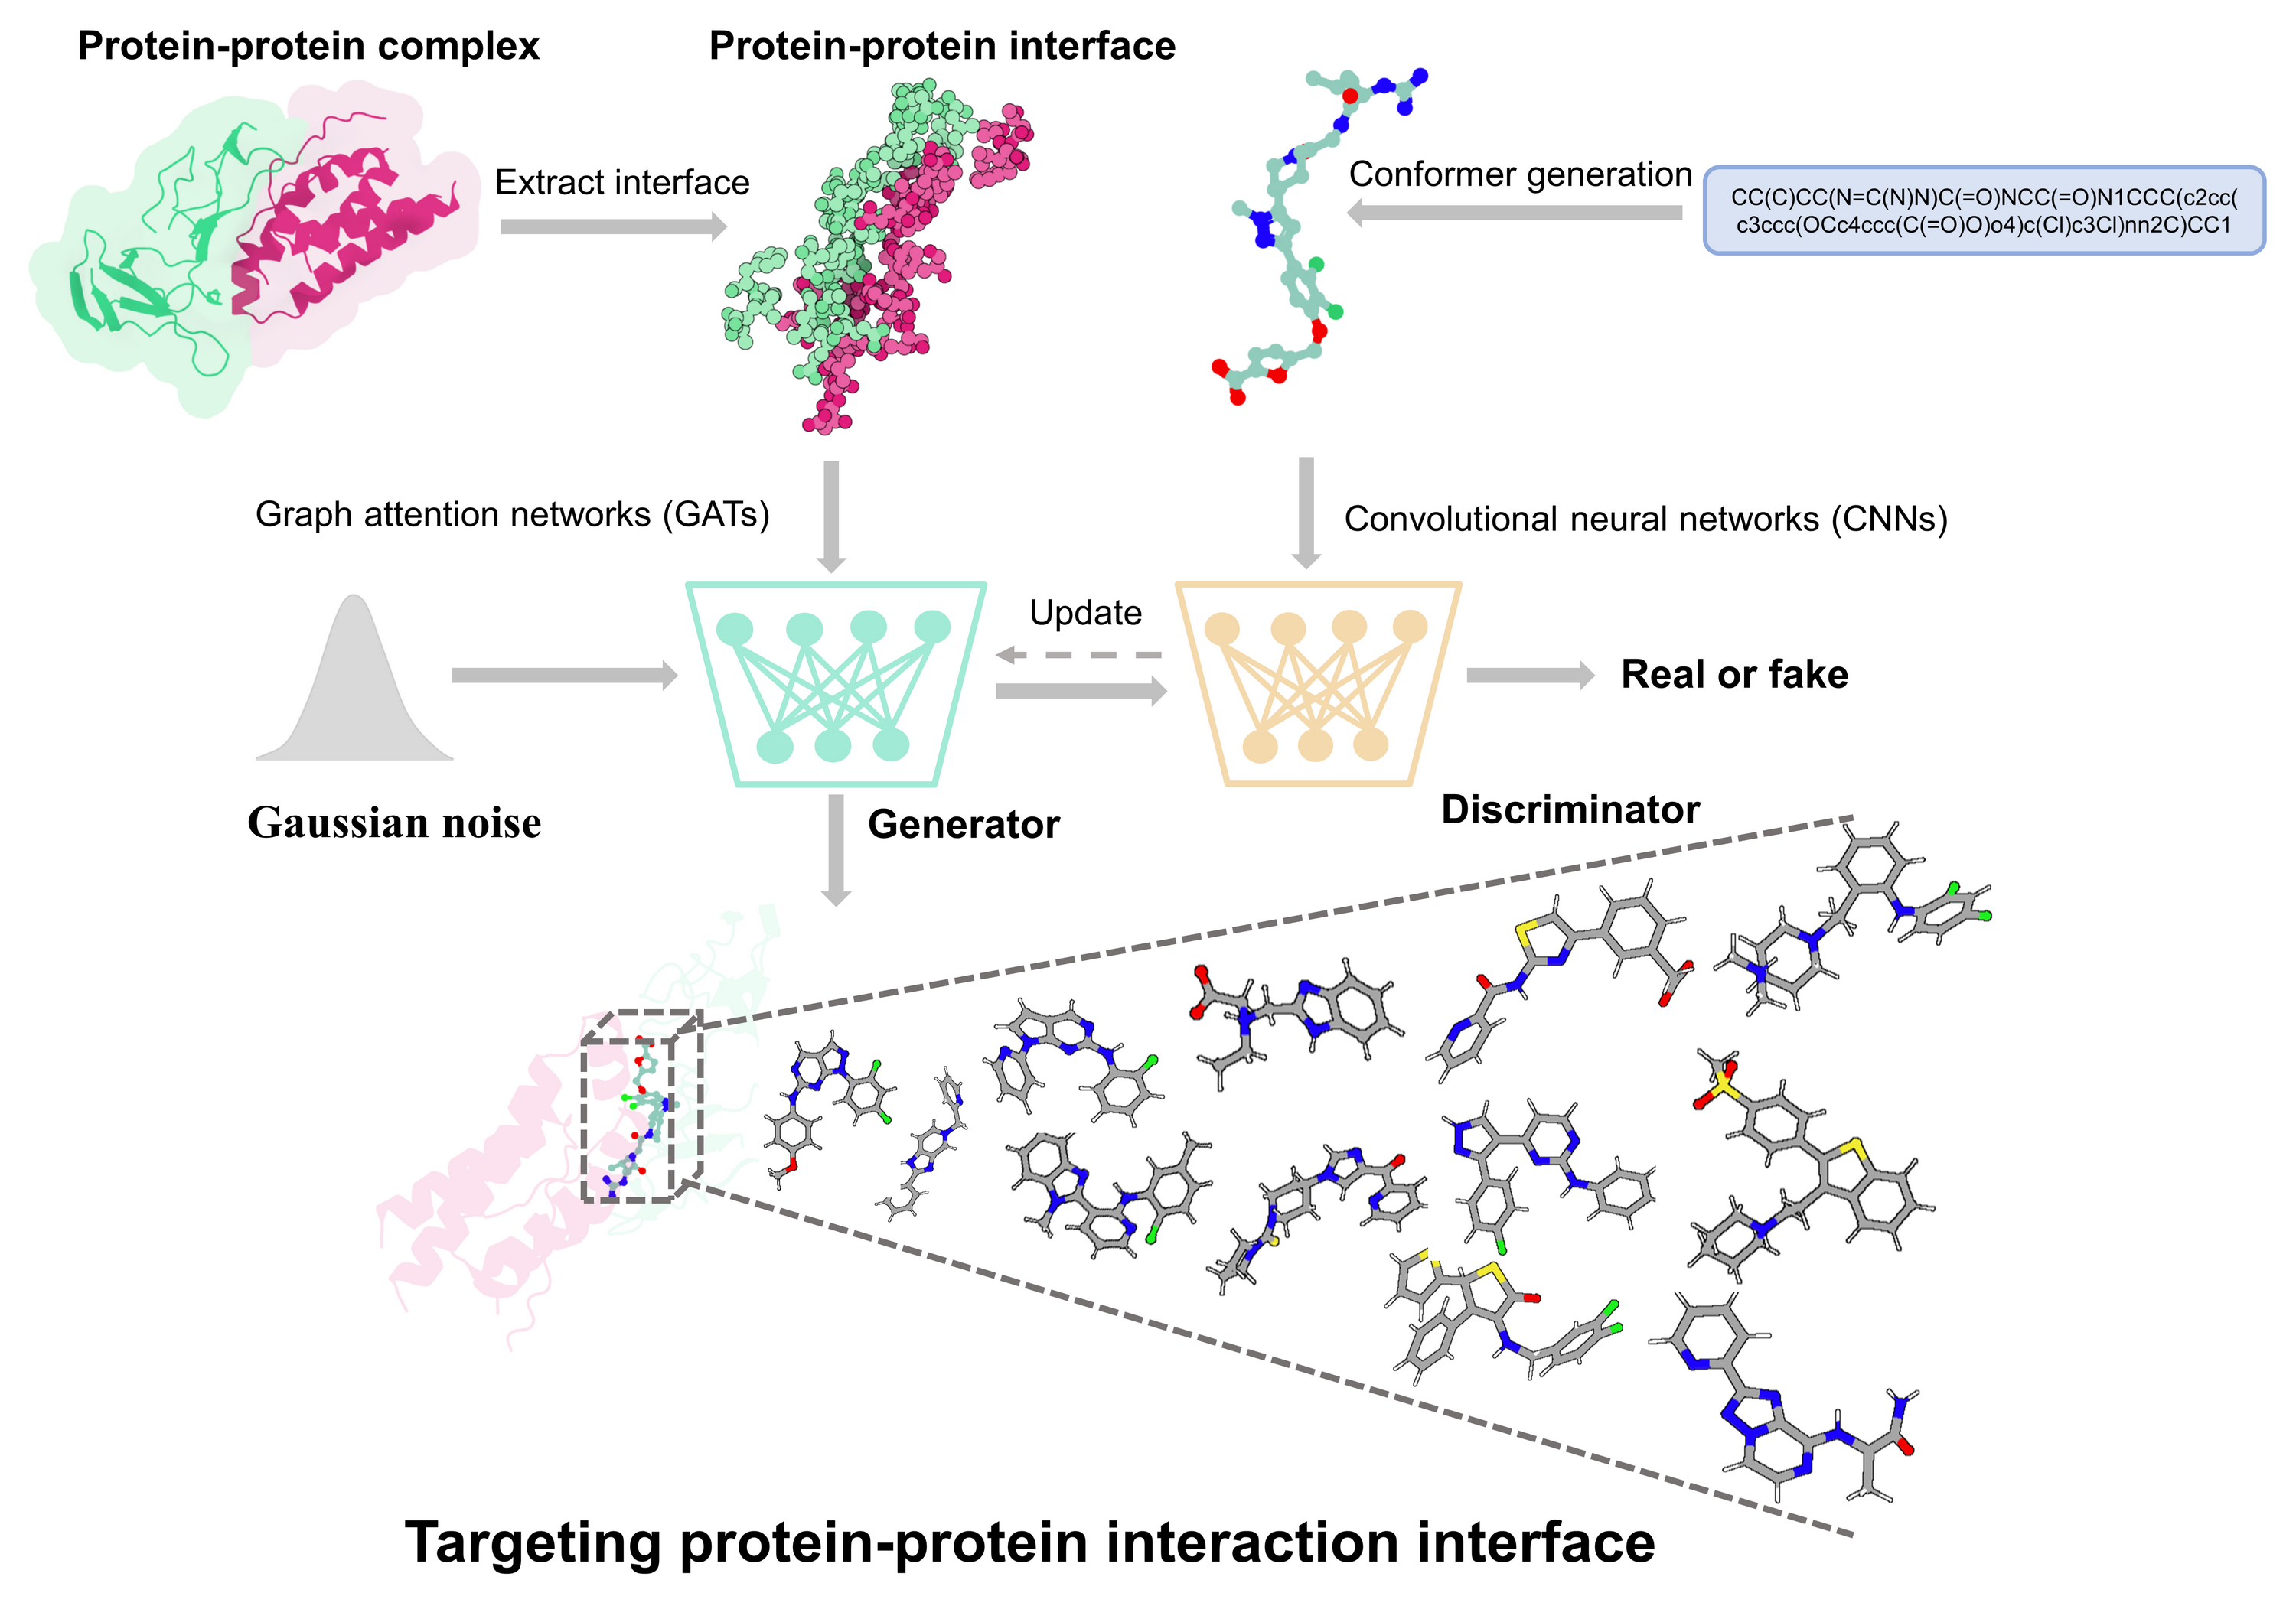 Protein-protein complex
Protein-protein interface
Extract interface
Conformer generation
CC(C)CC(N=C(N)N)C(=O)NCC(=O)N1CCC(c2cc(
c3ccc(OCc4ccc(C(=O)O)o4)c(Cl)c3Cl)nn2C)CC1
Graph attention networks (GATs)
Convolutional neural networks (CNNs)
Update
Real or fake
Gaussian noise
Generator
Discriminator
Targeting protein-protein interaction interface